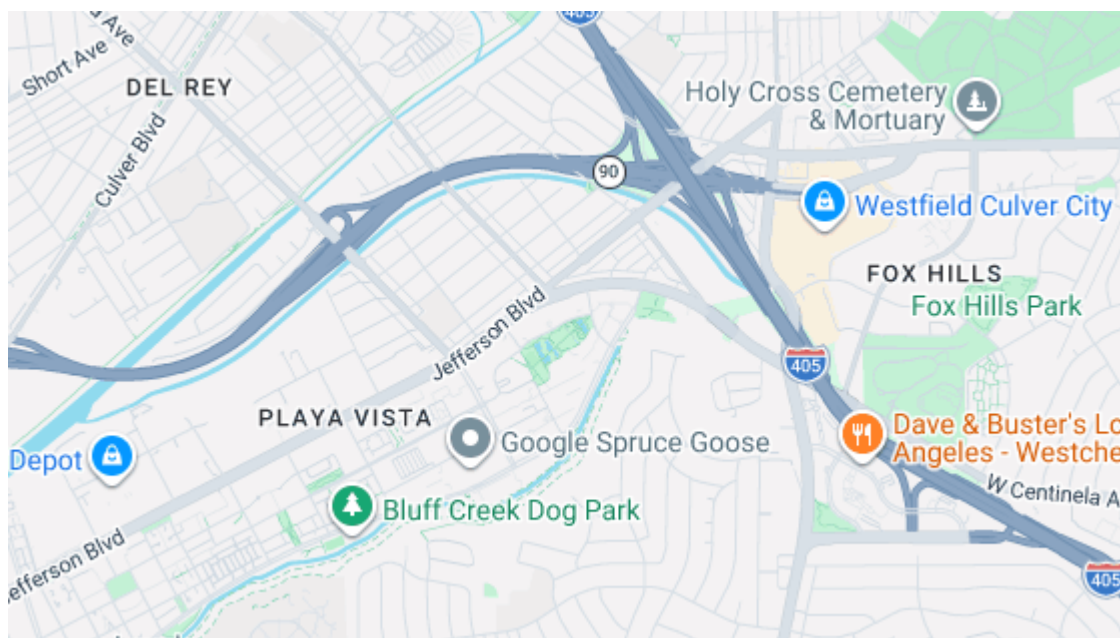 405
Short Ave
DEL REY
Culver Blvd
Holy Cross Cemetery
& Mortuary
90
Westfield Culver City
FOX HILLS
Fox Hills Park
Jefferson Blvd
405
PLAYA VISTA
Google Spruce Goose
Dave & Buster's Lo
Angeles - Westche
Depot
W Centinela A
Bluff Creek Dog Park
Jefferson Blvd
405